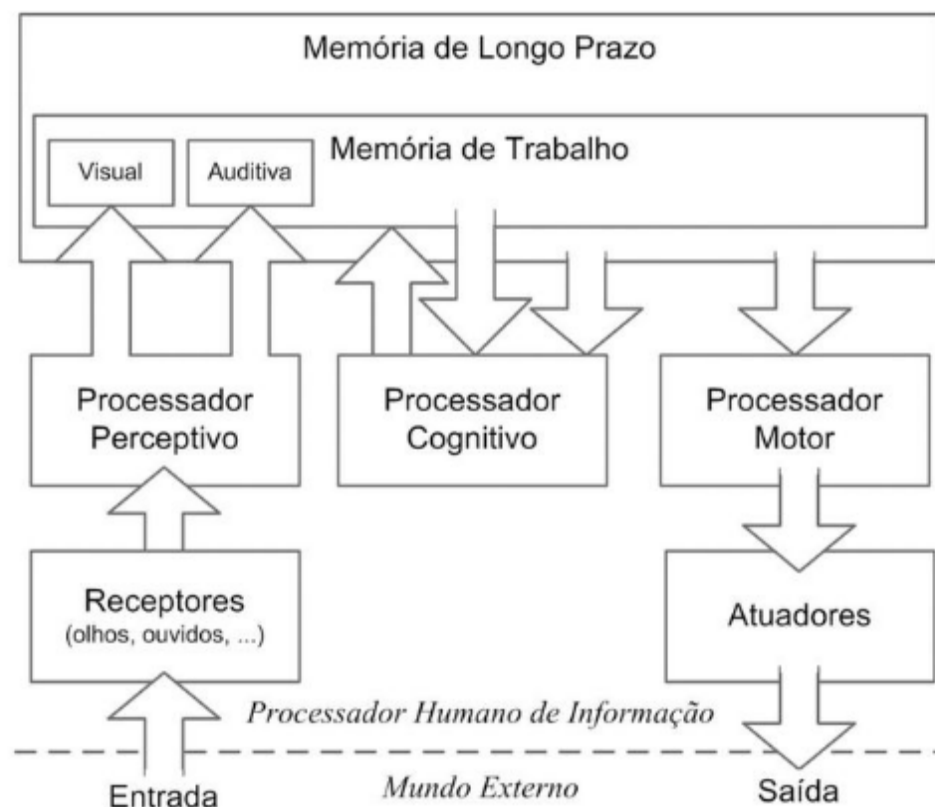 Memória de Longo Prazo
Memória de Trabalho
Visual
Auditiva
Processador
Perceptivo
Processador
Cognitivo
Processador
Motor
Receptores
(olhos, ouvidos, ...)
Atuadores
Processador Humano de Informação
Mundo Externo
Entrada
Saída